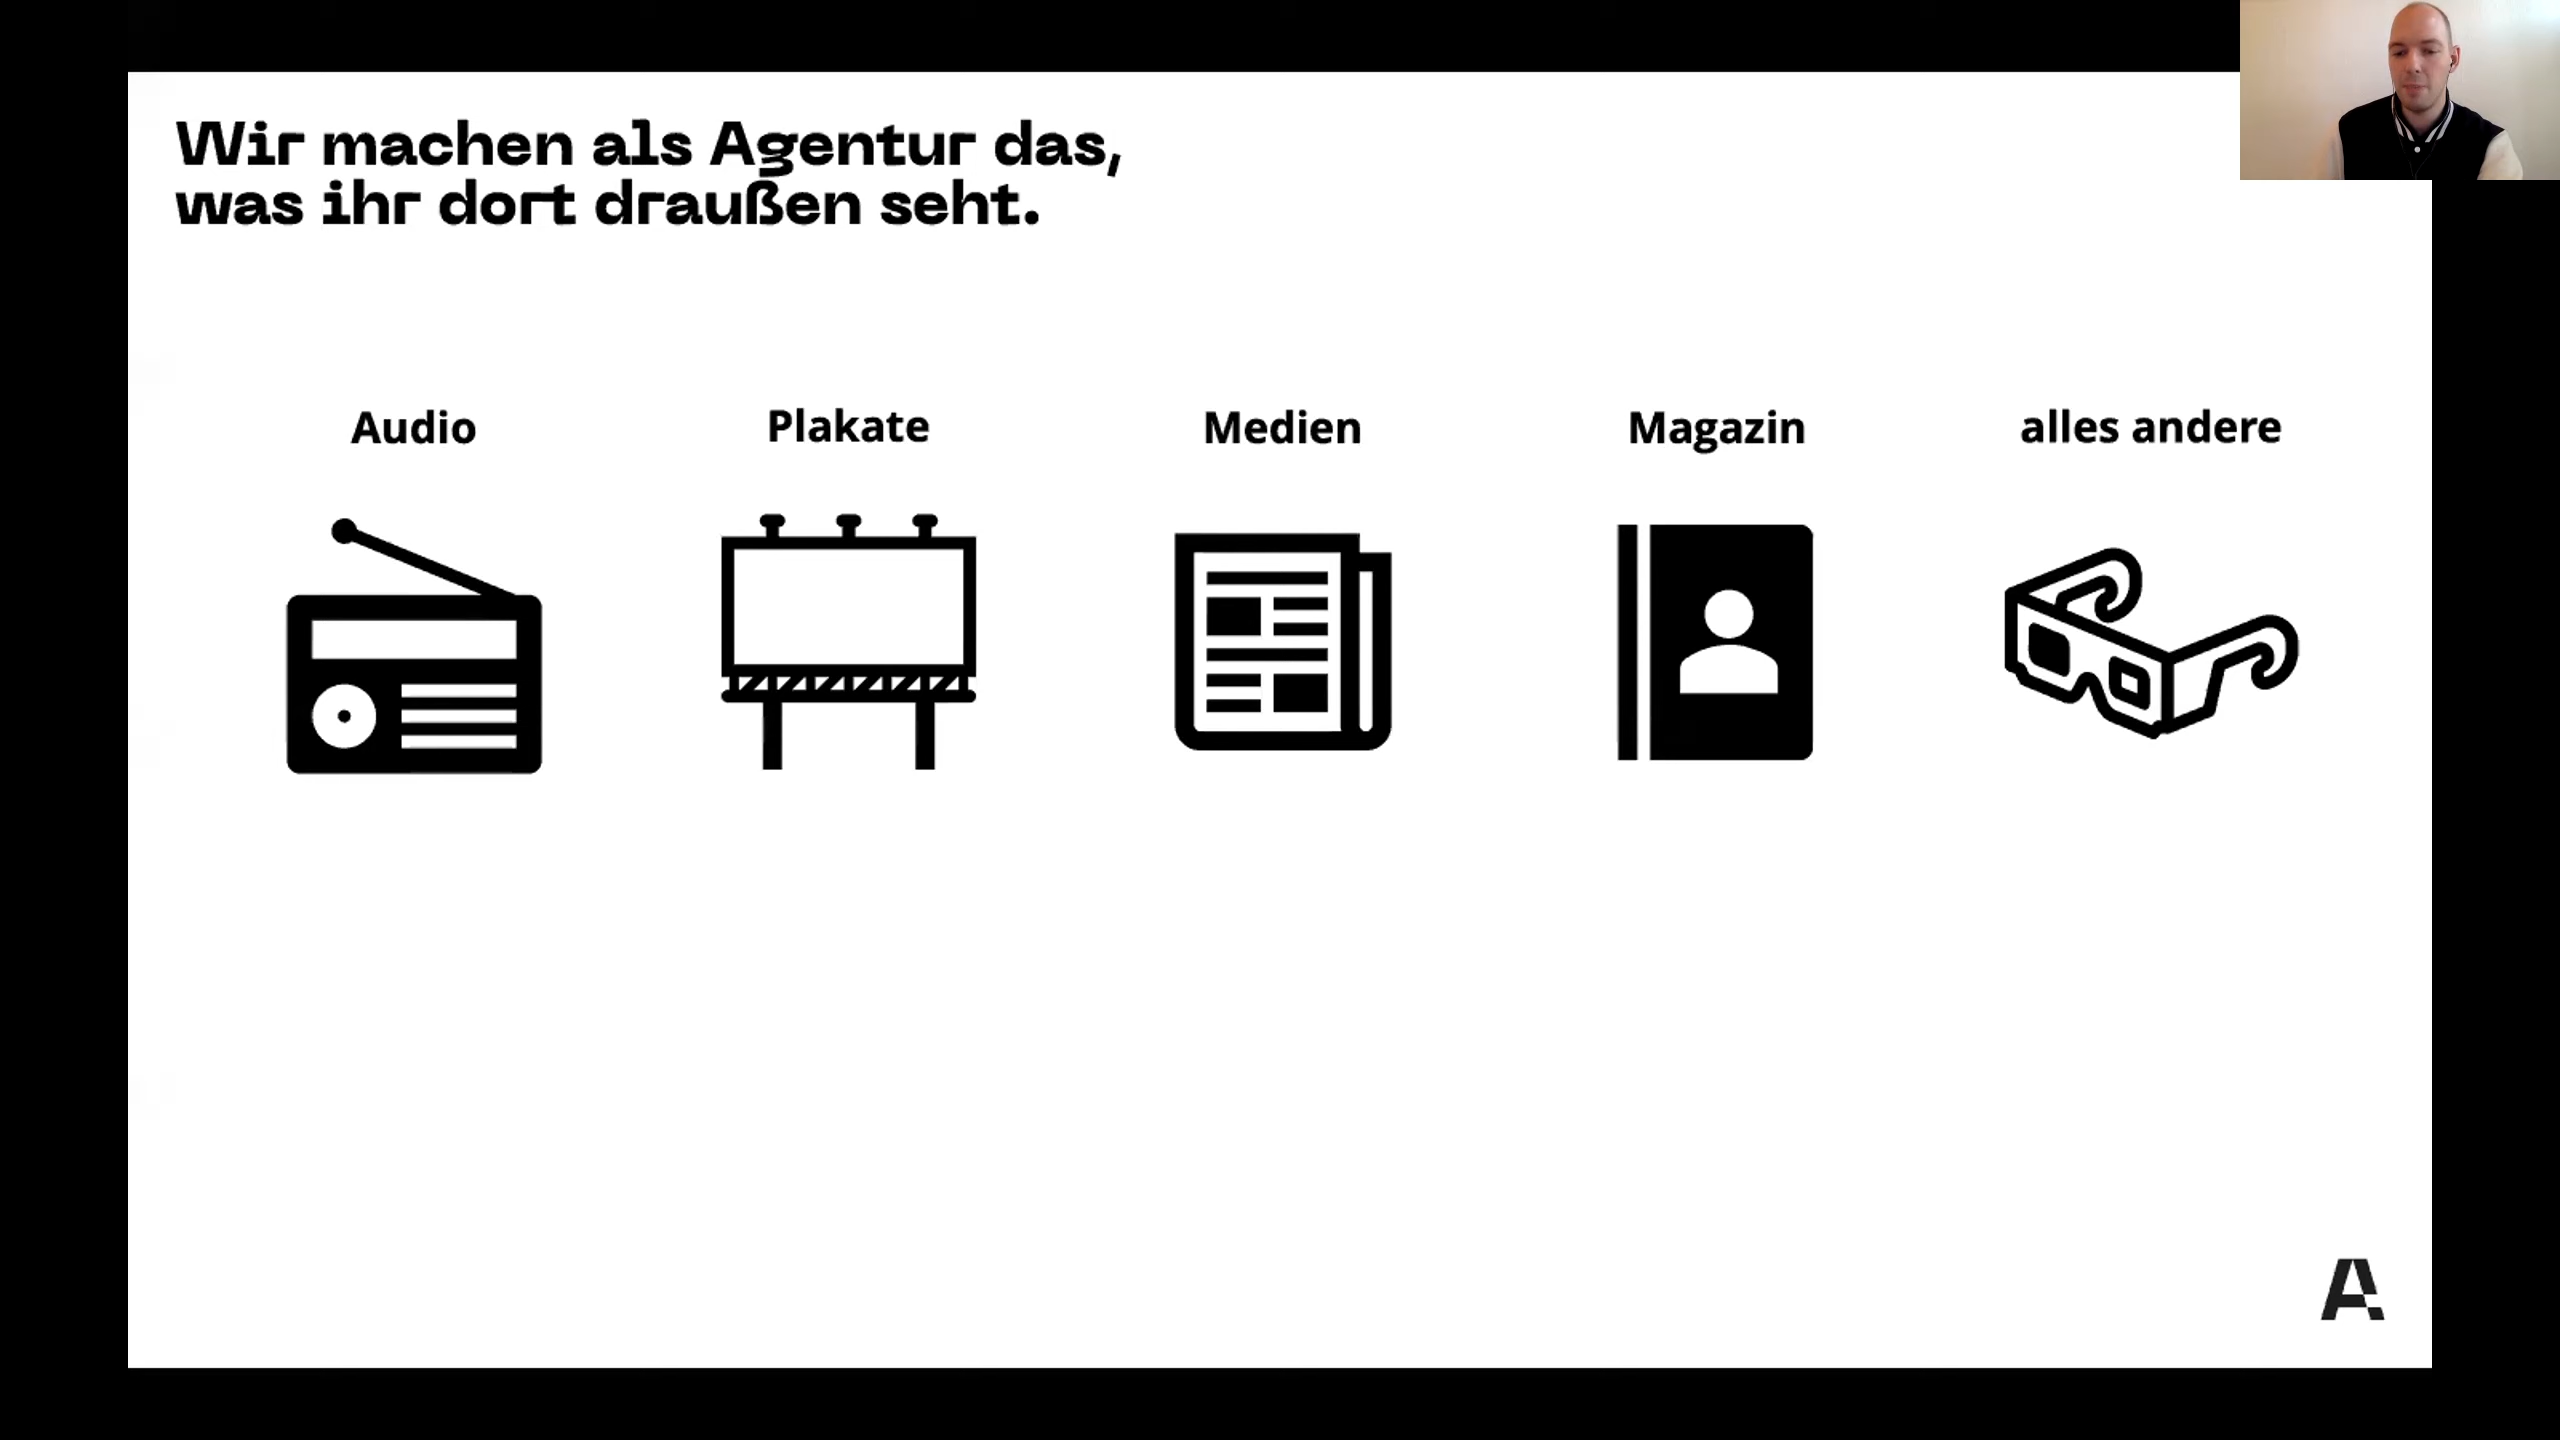 Wir machen als Agentur das,
was ihr dort draußen seht.
Audio
Plakate
Medien
Magazin
alles andere
A